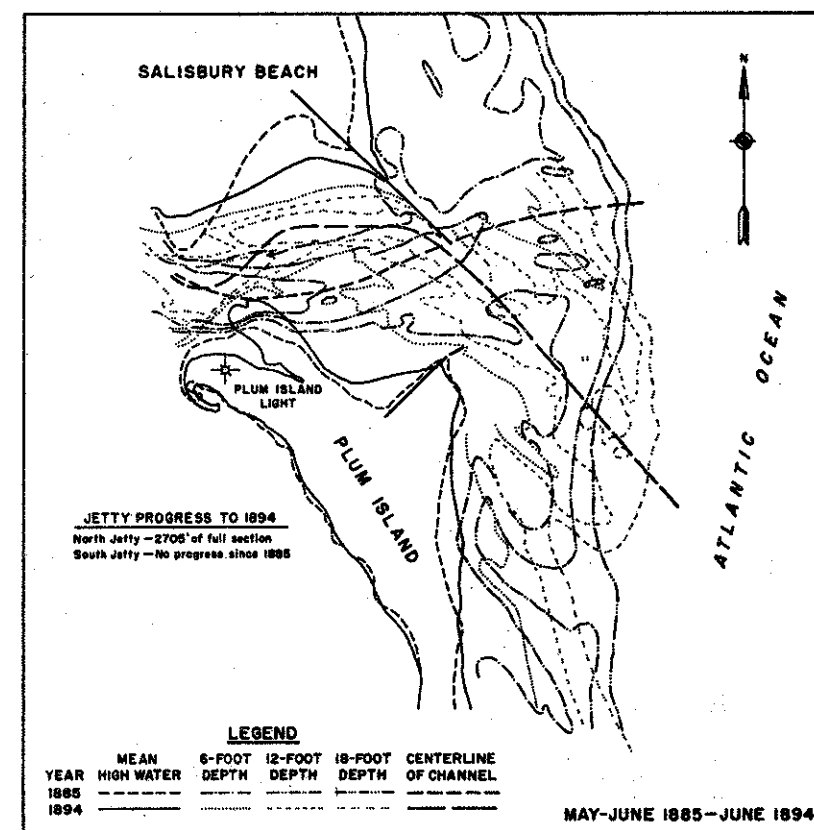 SALISBURY BEACH
N
PLUM ISLAND
LIGHT
PLUM ISLAND
ATLANTIC OCEAN
JETTY PROGRESS TO 1894
North Jetty — 2705' of full section
South Jetty — No progress since 1885
LEGEND
YEAR MEAN HIGH WATER 6-FOOT DEPTH 12-FOOT DEPTH 18-FOOT DEPTH CENTERLINE OF CHANNEL
1885
1894
MAY-JUNE 1885-JUNE 1894